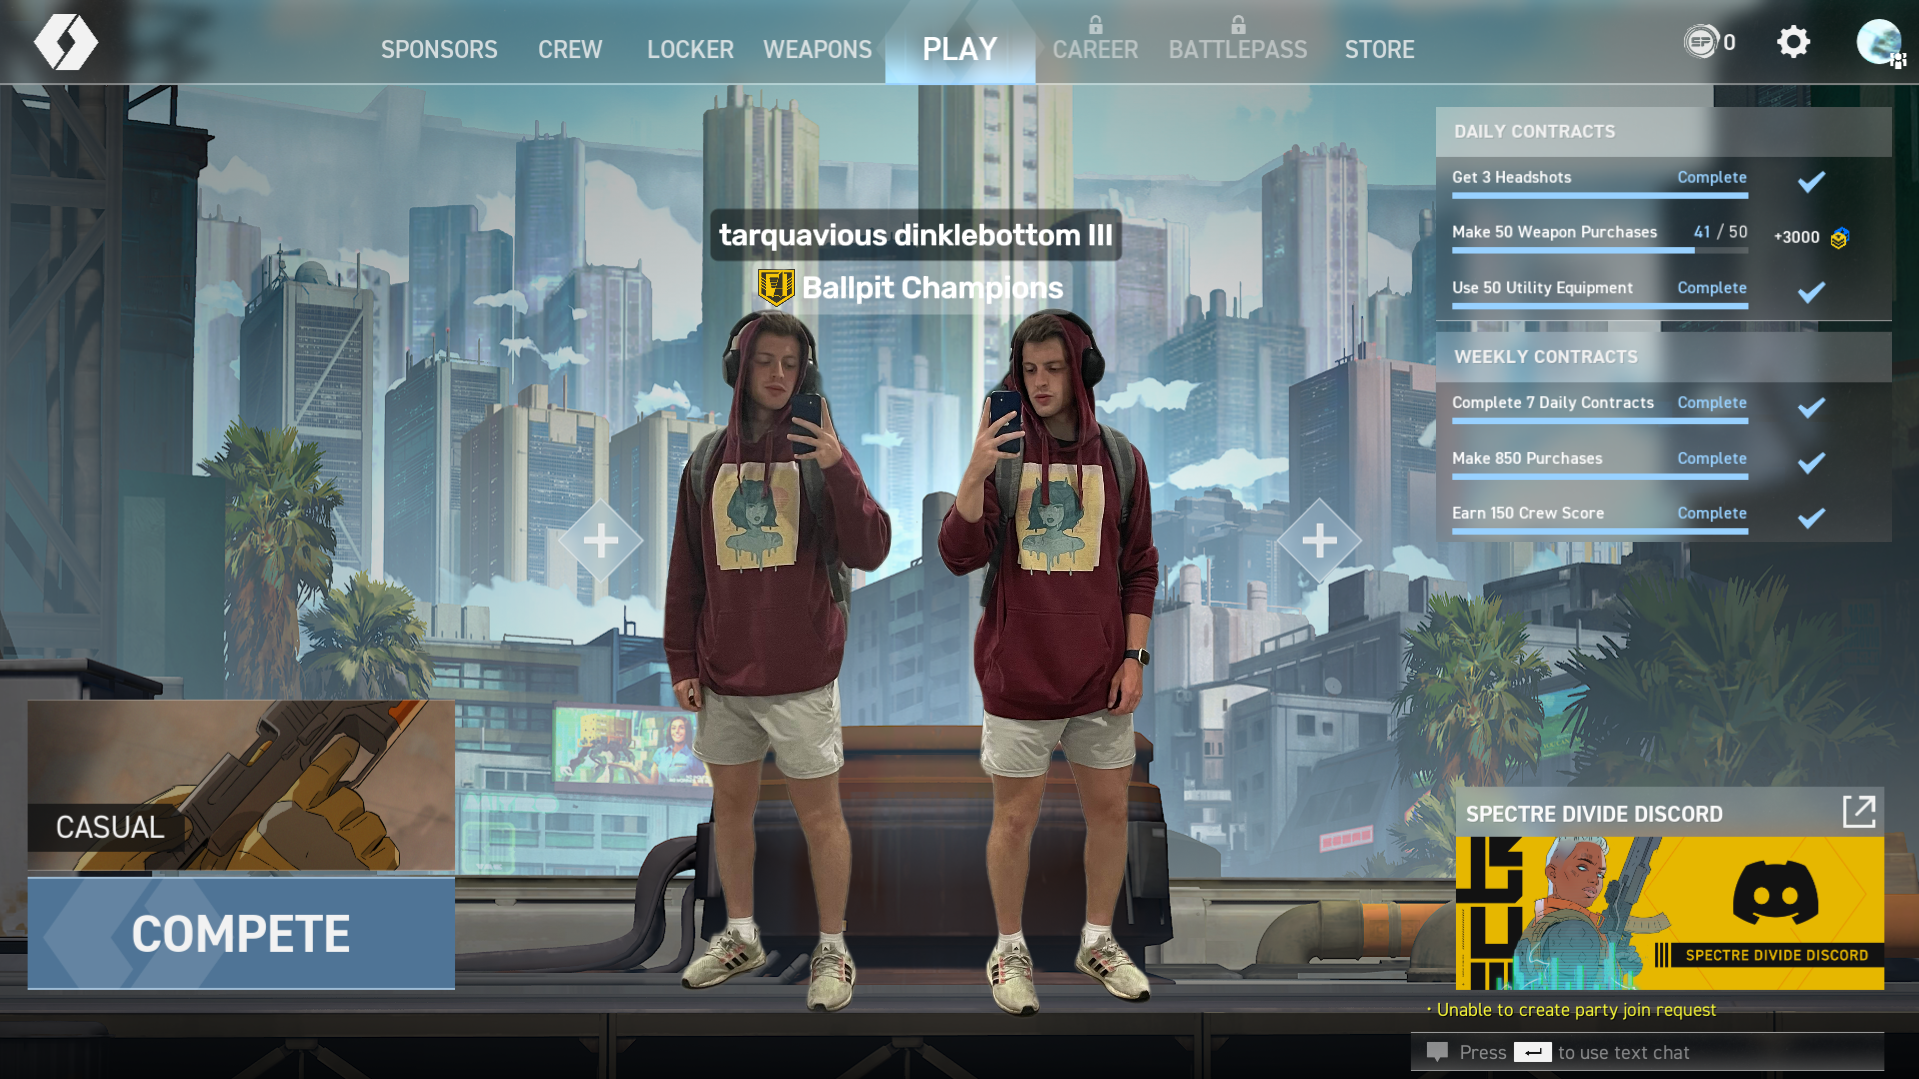 SPONSORS CREW LOCKER WEAPONS PLAY CAREER BATTLEPASS STORE
SP 0
tarquavious dinklebottom III
Ballpit Champions
DAILY CONTRACTS
Get 3 Headshots Complete
Make 50 Weapon Purchases 41 / 50 +3000
Use 50 Utility Equipment Complete
WEEKLY CONTRACTS
Complete 7 Daily Contracts Complete
Make 850 Purchases Complete
Earn 150 Crew Score Complete
CASUAL
COMPETE
SPECTRE DIVIDE DISCORD
SPECTRE DIVIDE DISCORD
• Unable to create party join request
Press to use text chat